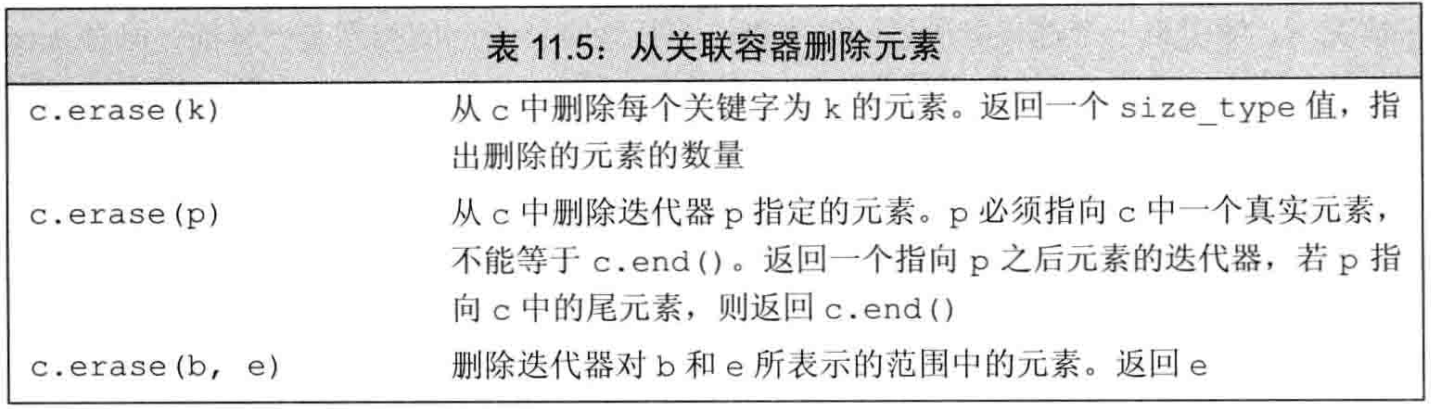 表 11.5：从关联容器删除元素
c.erase(k) 从 c 中删除每个关键字为 k 的元素。返回一个 size_type 值，指
出删除的元素的数量
c.erase(p) 从 c 中删除迭代器 p 指定的元素。p 必须指向 c 中一个真实元素，
不能等于 c.end()。返回一个指向 p 之后元素的迭代器，若 p 指
向 c 中的尾元素，则返回 c.end()
c.erase(b, e) 删除迭代器对 b 和 e 所表示的范围中的元素。返回 e